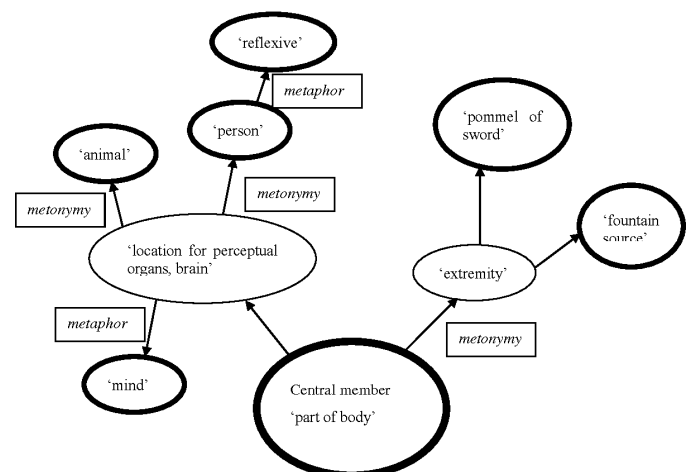 ‘reflexive’
metaphor
‘pommel of
sword’
‘person’
‘animal’
metonymy
metonymy
‘fountain
source’
‘location for perceptual
organs, brain’
‘extremity’
metaphor
metonymy
‘mind’
Central member
‘part of body’